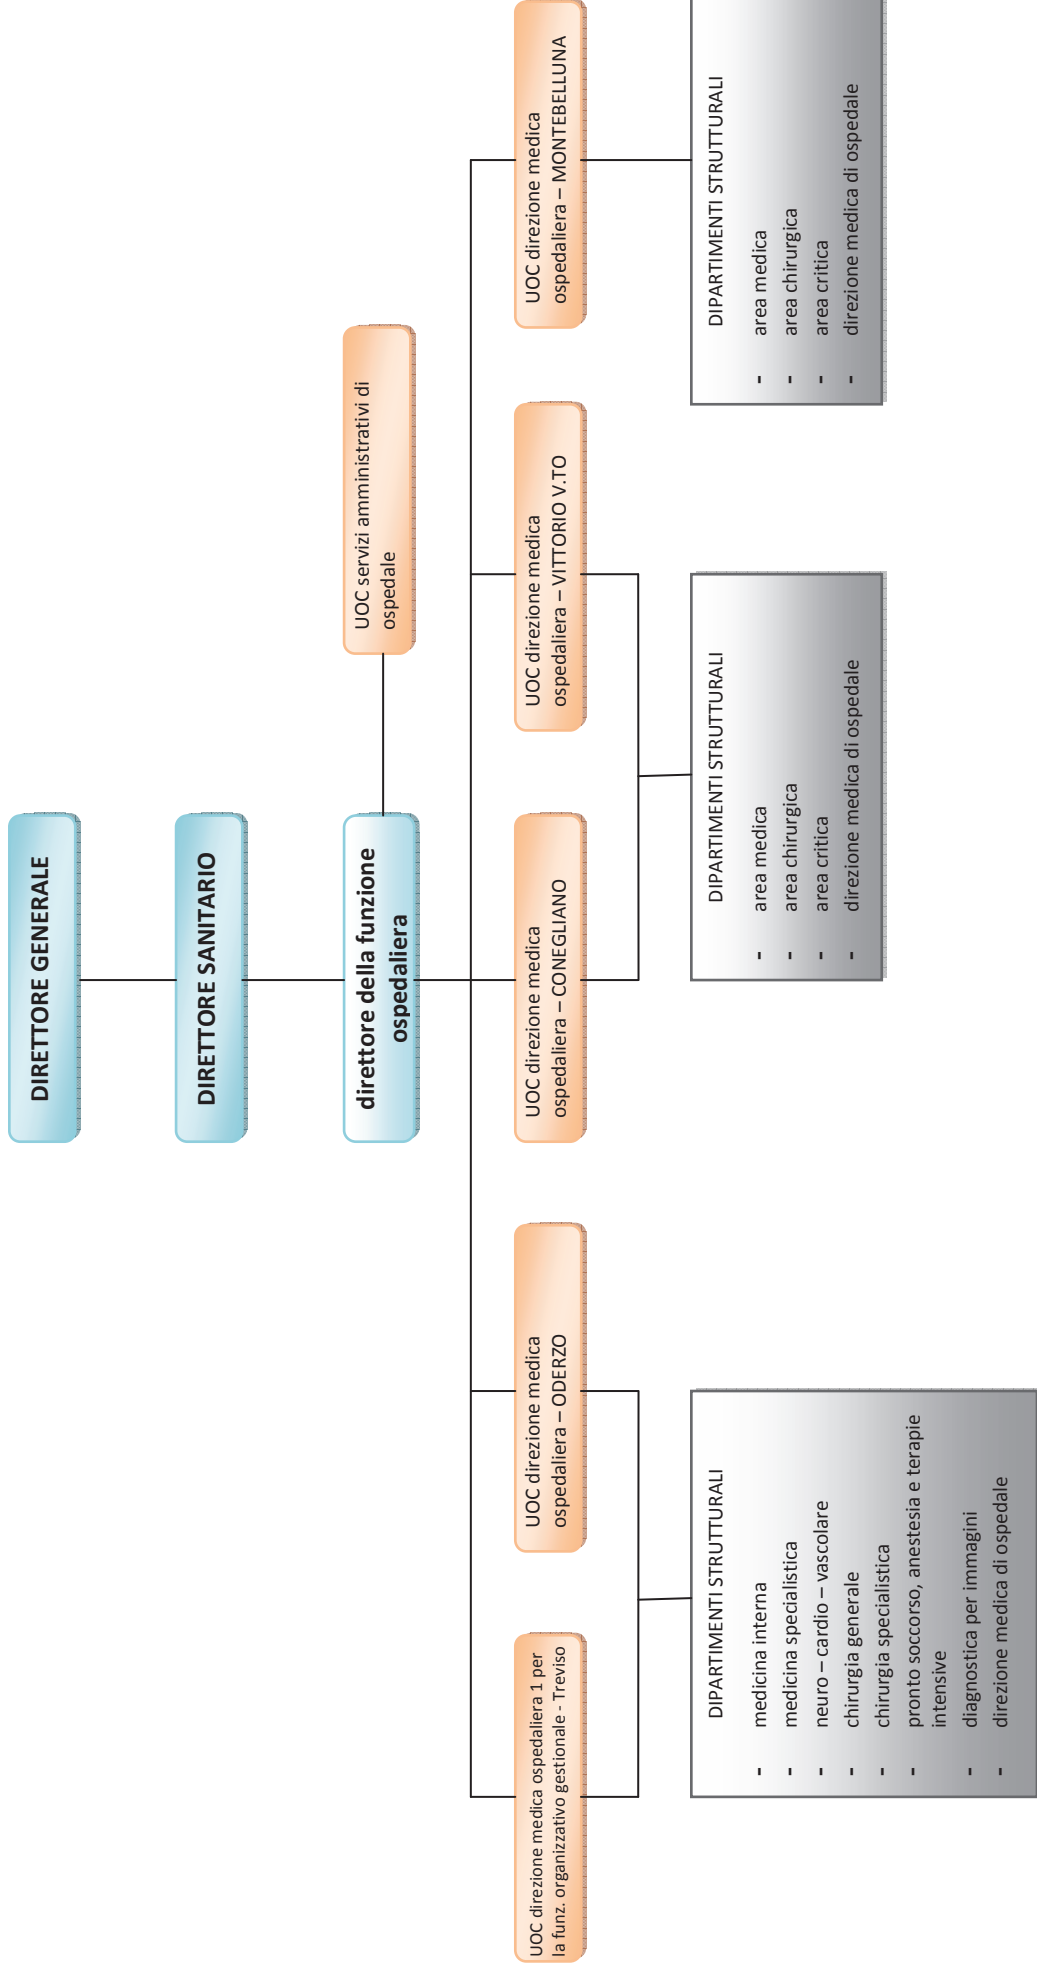 DIRETTORE GENERALE
DIRETTORE SANITARIO
direttore della funzione
ospedaliera
UOC servizi amministrativi di
ospedale
UOC direzione medica ospedaliera 1 per
la funz. organizzativo gestionale - Treviso
UOC direzione medica
ospedaliera – ODERZO
UOC direzione medica
ospedaliera – CONEGLIANO
UOC direzione medica
ospedaliera – VITTORIO V.TO
UOC direzione medica
ospedaliera – MONTEBELLUNA
DIPARTIMENTI STRUTTURALI
- medicina interna
- medicina specialistica
- neuro – cardio – vascolare
- chirurgia generale
- chirurgia specialistica
- pronto soccorso, anestesia e terapie
intensive
- diagnostica per immagini
- direzione medica di ospedale
DIPARTIMENTI STRUTTURALI
- area medica
- area chirurgica
- area critica
- direzione medica di ospedale
DIPARTIMENTI STRUTTURALI
- area medica
- area chirurgica
- area critica
- direzione medica di ospedale